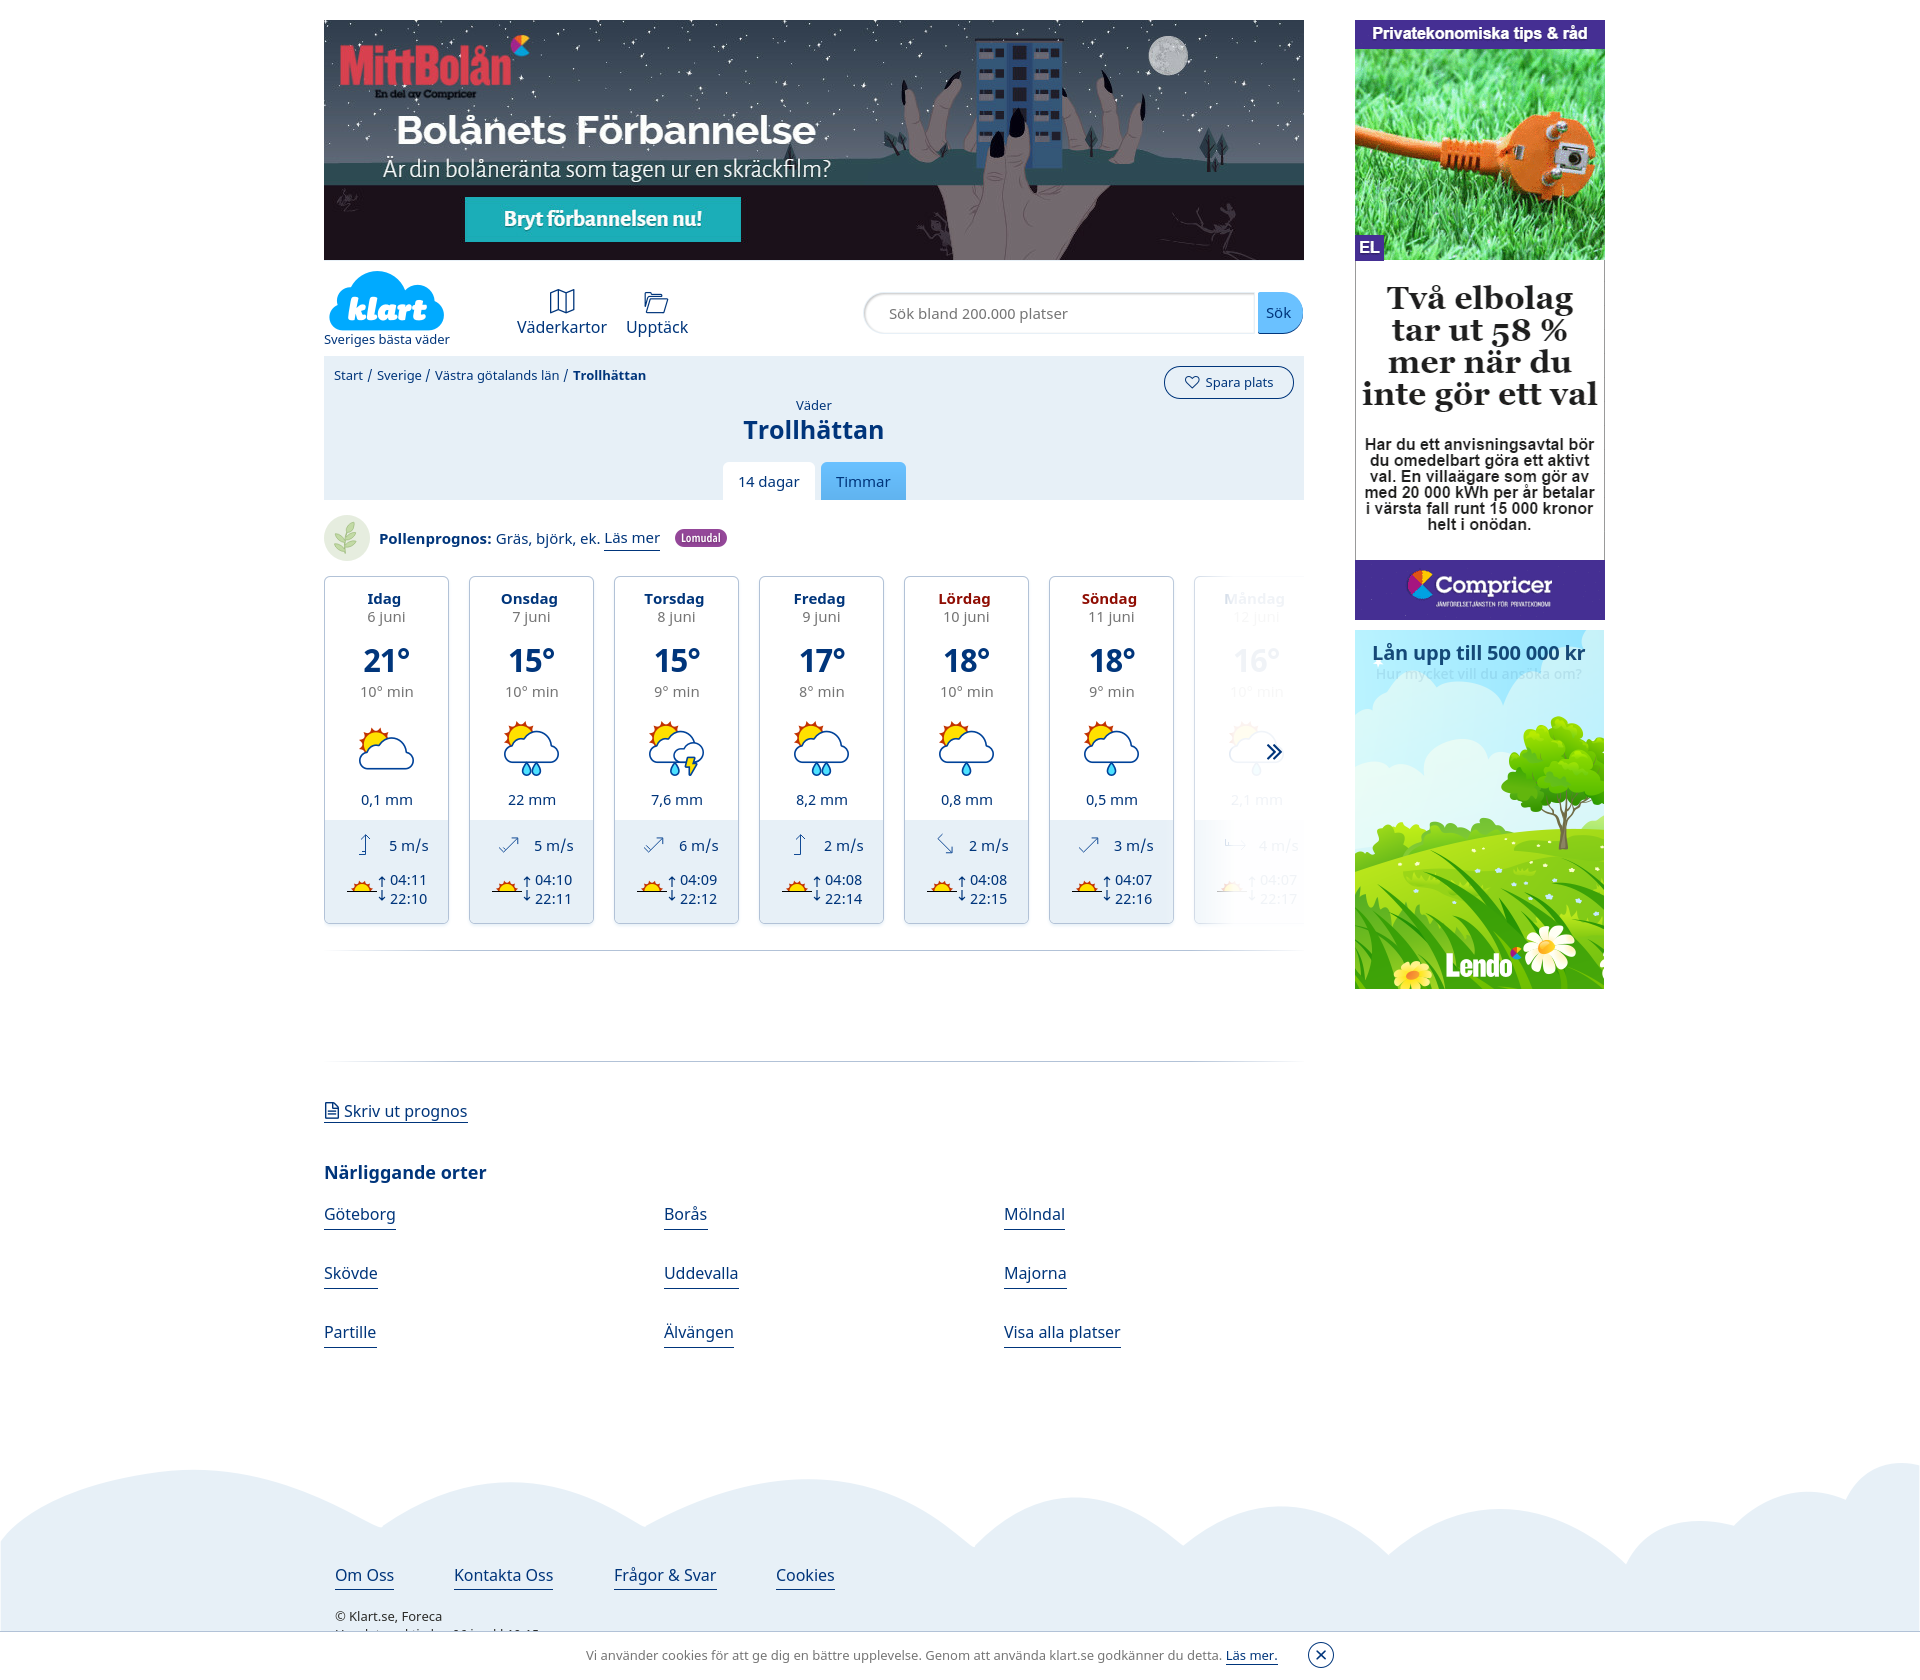 MittBolån
En del av Compricer
Bolånets Förbannelse
Är din bolåneränta som tagen ur en skräckfilm?
Bryt förbannelsen nu!
klart
Sveriges bästa väder
Väderkartor
Upptäck
Sök bland 200.000 platser
Sök
Start / Sverige / Västra götalands län / Trollhättan
Spara plats
Väder
Trollhättan
14 dagar
Timmar
Pollenprognos: Gräs, björk, ek. Läs mer
Lomudal
Idag
6 juni
21°
10° min
0,1 mm
5 m/s
04:11
22:10
Onsdag
7 juni
15°
10° min
22 mm
5 m/s
04:10
22:11
Torsdag
8 juni
15°
9° min
7,6 mm
6 m/s
04:09
22:12
Fredag
9 juni
17°
8° min
8,2 mm
2 m/s
04:08
22:14
Lördag
10 juni
18°
10° min
0,8 mm
2 m/s
04:08
22:15
Söndag
11 juni
18°
9° min
0,5 mm
3 m/s
04:07
22:16
Måndag
12 juni
16°
10° min
2,1 mm
4 m/s
04:07
22:17
Skriv ut prognos
Närliggande orter
Göteborg
Borås
Mölndal
Skövde
Uddevalla
Majorna
Partille
Älvängen
Visa alla platser
Privatekonomiska tips & råd
EL
Två elbolag
tar ut 58 %
mer när du
inte gör ett val
Har du ett anvisningsavtal bör
du omedelbart göra ett aktivt
val. En villaägare som gör av
med 20 000 kWh per år betalar
i värsta fall runt 15 000 kronor
helt i onödan.
Compricer
JÄMFÖRELSETJÄNSTEN FÖR PRIVATEKONOMI
Lån upp till 500 000 kr
Hur mycket vill du ansöka om?
Lendo
Om Oss
Kontakta Oss
Frågor & Svar
Cookies
© Klart.se, Foreca
Vi använder cookies för att ge dig en bättre upplevelse. Genom att använda klart.se godkänner du detta. Läs mer.